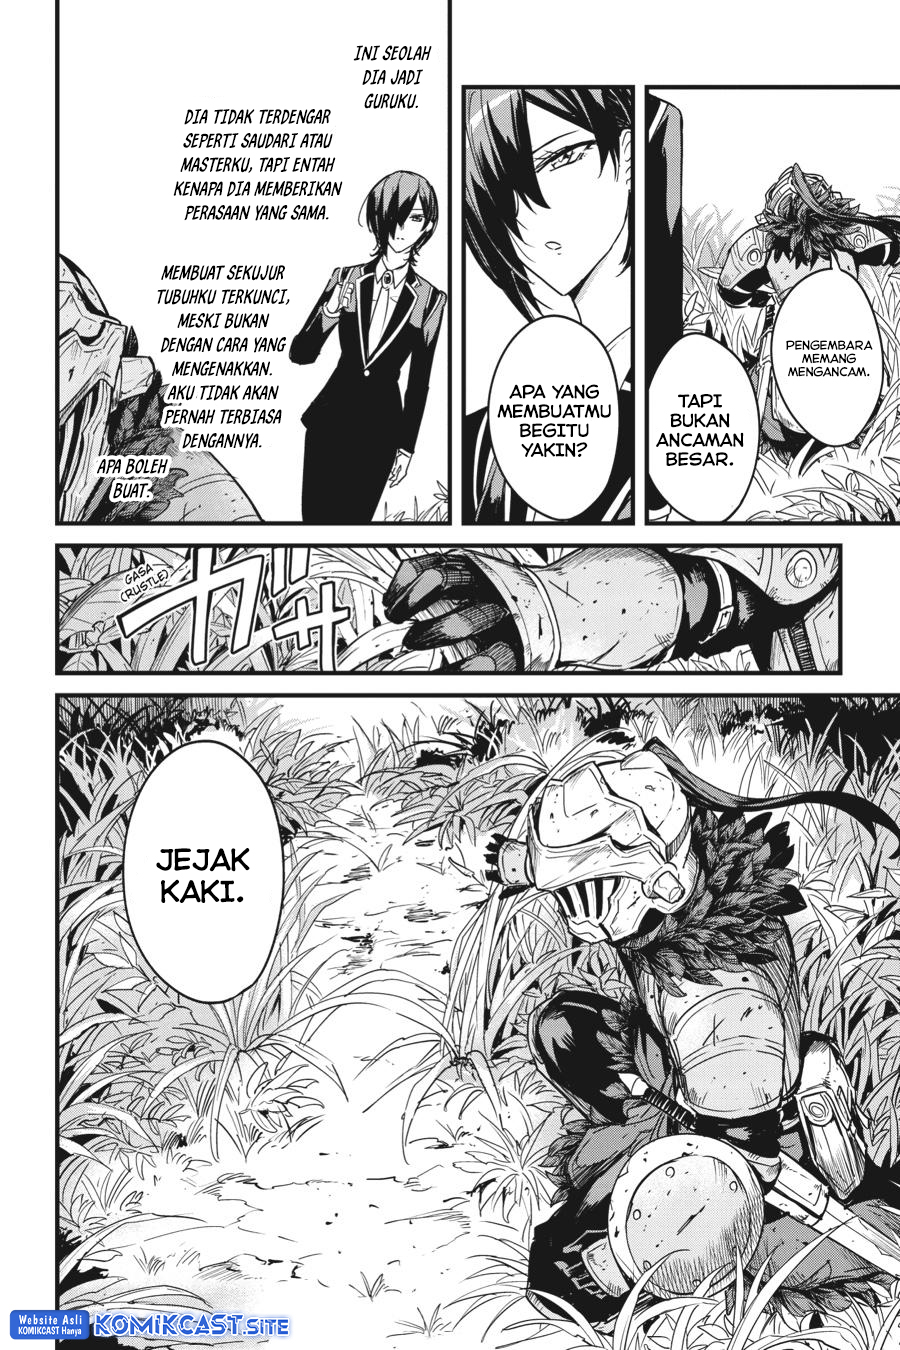 PENGEMBARA
MEMANG
MENGANCAM.
TAPI
BUKAN
ANCAMAN
BESAR.
APA YANG
MEMBUATMU
BEGITU
YAKIN?
INI SEOLAH
DIA JADI
GURUKU.
DIA TIDAK TERDENGAR
SEPERTI SAUDARI ATAU
MASTERKU, TAPI ENTAH
KENAPA DIA MEMBERIKAN
PERASAAN YANG SAMA.
MEMBUAT SEKUJUR
TUBUHKU TERKUNCI,
MESKI BUKAN
DENGAN CARA YANG
MENGENAKKAN.
AKU TIDAK AKAN
PERNAH TERBIASA
DENGANNYA.
APA BOLEH
BUAT.
ガサ
GASA
(RUSTLE)
JEJAK
KAKI.
Website Asli
KOMIKCAST Hanya
KOMIKCAST.SITE